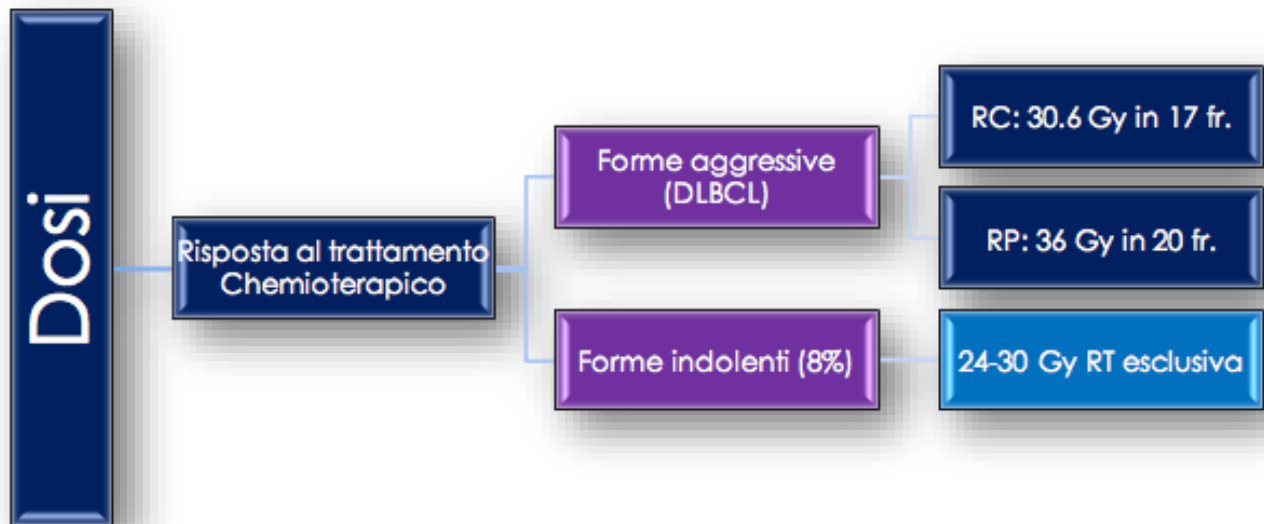 Dosi
Risposta al trattamento
Chemioterapico
Forme aggressive
(DLBCL)
RC: 30.6 Gy in 17 fr.
RP: 36 Gy in 20 fr.
Forme indolenti (8%)
24-30 Gy RT esclusiva